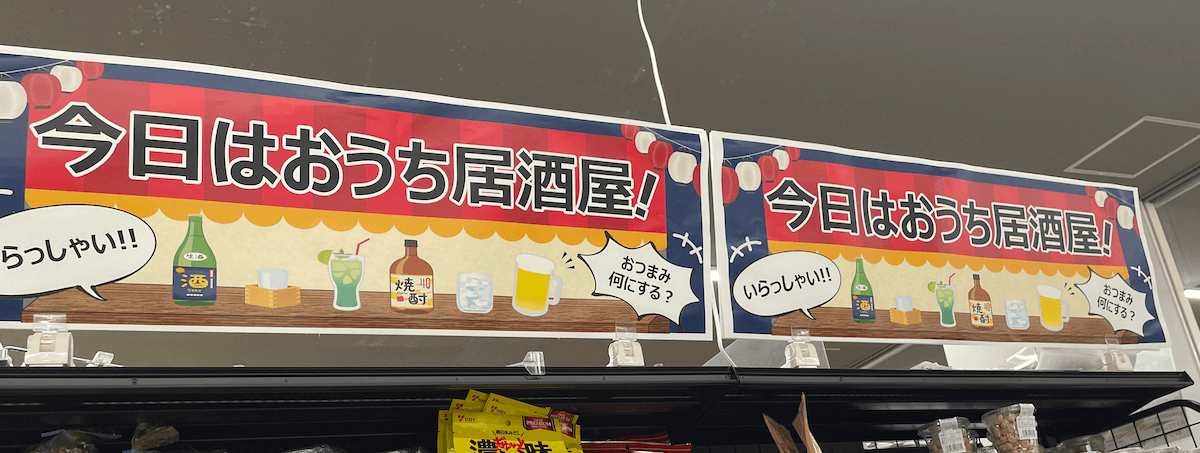 今日はおうち居酒屋!
らっしゃい!!
生酒
酒
焼酎
おつまみ
何にする?
今日はおうち居酒屋!
いらっしゃい!!
酒
焼酎
おつまみ
何にする?
濃
味